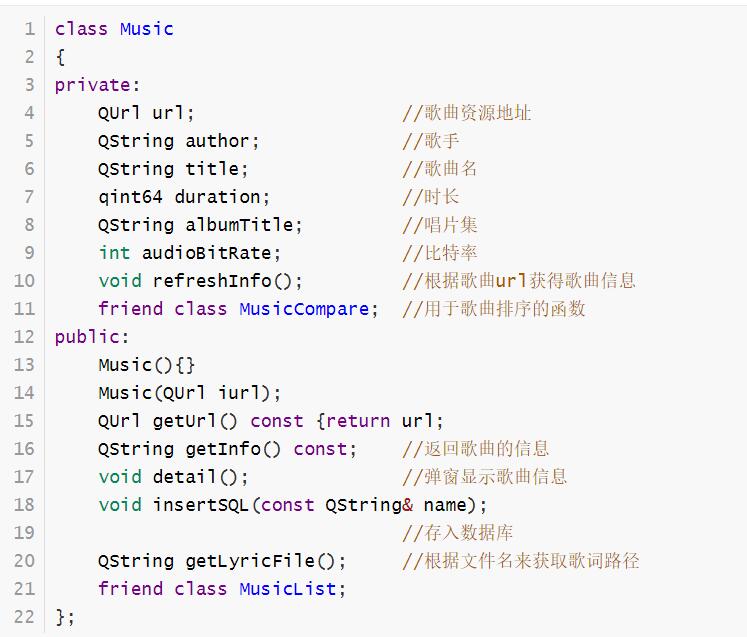 1 class Music
2 {
3 private:
4     QUrl url;                   //歌曲资源地址
5     QString author;             //歌手
6     QString title;              //歌曲名
7     qint64 duration;            //时长
8     QString albumTitle;         //唱片集
9     int audioBitRate;           //比特率
10     void refreshInfo();         //根据歌曲url获得歌曲信息
11     friend class MusicCompare;  //用于歌曲排序的函数
12 public:
13     Music(){}
14     Music(QUrl iurl);
15     QUrl getUrl() const {return url;
16     QString getInfo() const;    //返回歌曲的信息
17     void detail();              //弹窗显示歌曲信息
18     void insertSQL(const QString& name);
19                                 //存入数据库
20     QString getLyricFile();     //根据文件名来获取歌词路径
21     friend class MusicList;
22 };